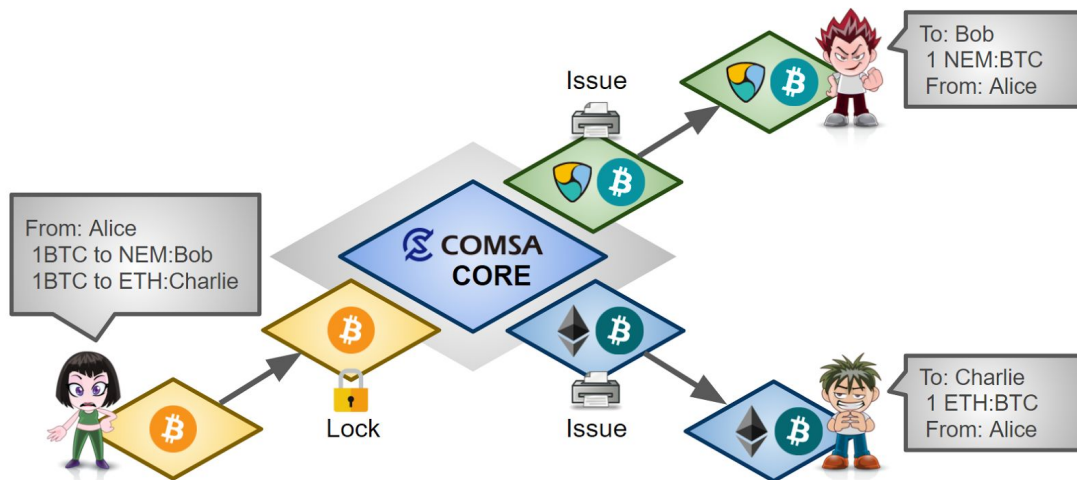 To: Bob
1 NEM:BTC
From: Alice
Issue
From: Alice
1BTC to NEM:Bob
1BTC to ETH:Charlie
COMSA
CORE
Lock
Issue
To: Charlie
1 ETH:BTC
From: Alice